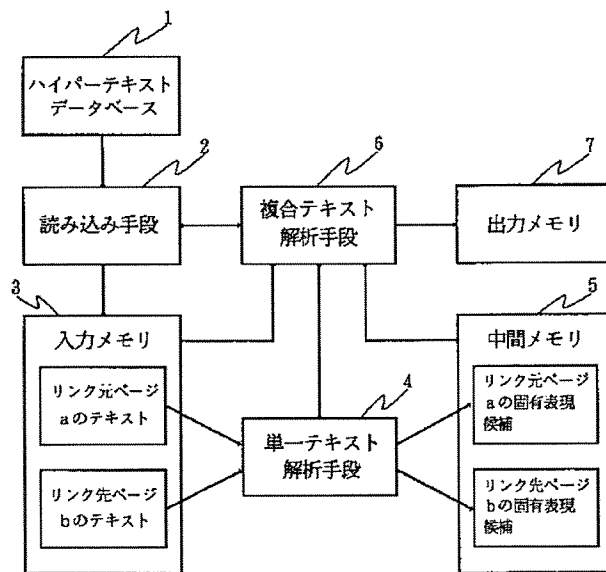 1
ハイパーテキスト
データベース
2
読み込み手段
6
複合テキスト
解析手段
7
出力メモリ
3
入力メモリ
リンク元ページ
aのテキスト
リンク先ページ
bのテキスト
4
単一テキスト
解析手段
5
中間メモリ
リンク元ページ
aの固有表現
候補
リンク先ページ
bの固有表現
候補